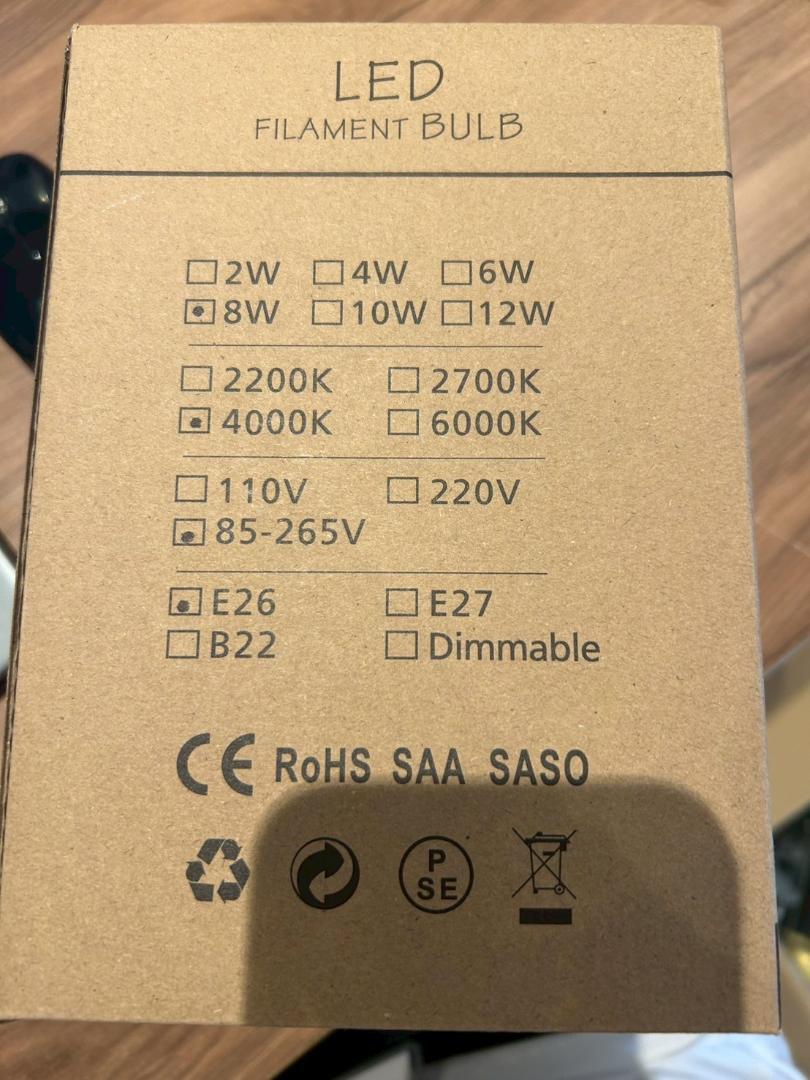 LED
FILAMENT BULB
2W 4W 6W
8W 10W 12W
2200K 2700K
4000K 6000K
110V 220V
85-265V
E26 E27
B22 Dimmable
CE RoHS SAA SASO
PSE